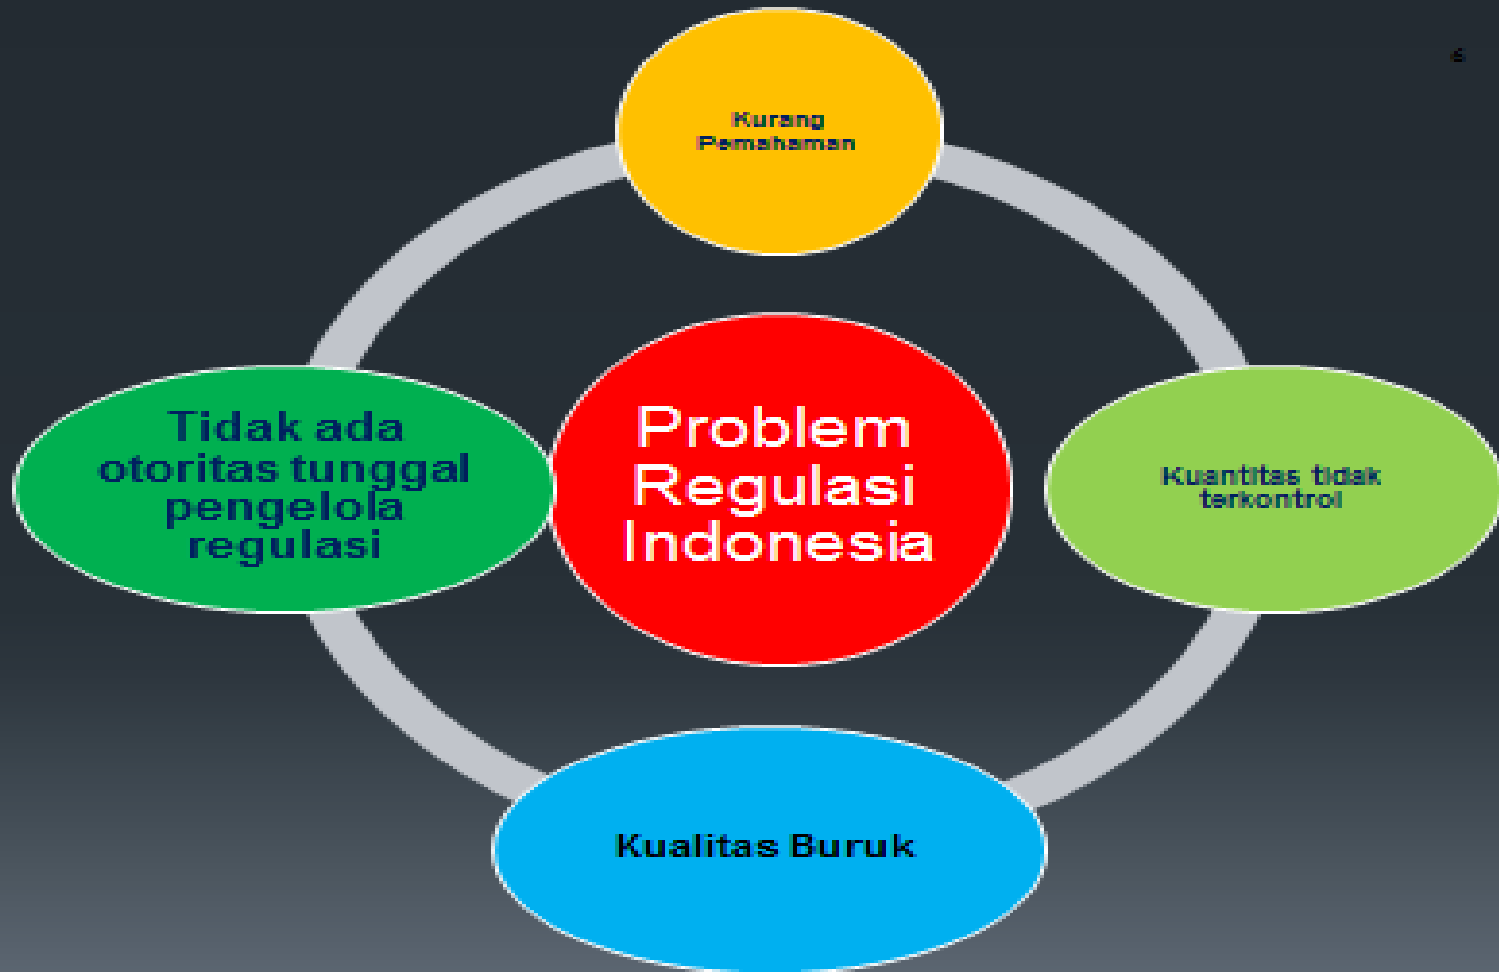 Kurang
Pemahaman
Tidak ada
otoritas tunggal
pengelola
regulasi
Problem
Regulasi
Indonesia
Kuantitas tidak
terkontrol
Kualitas Buruk